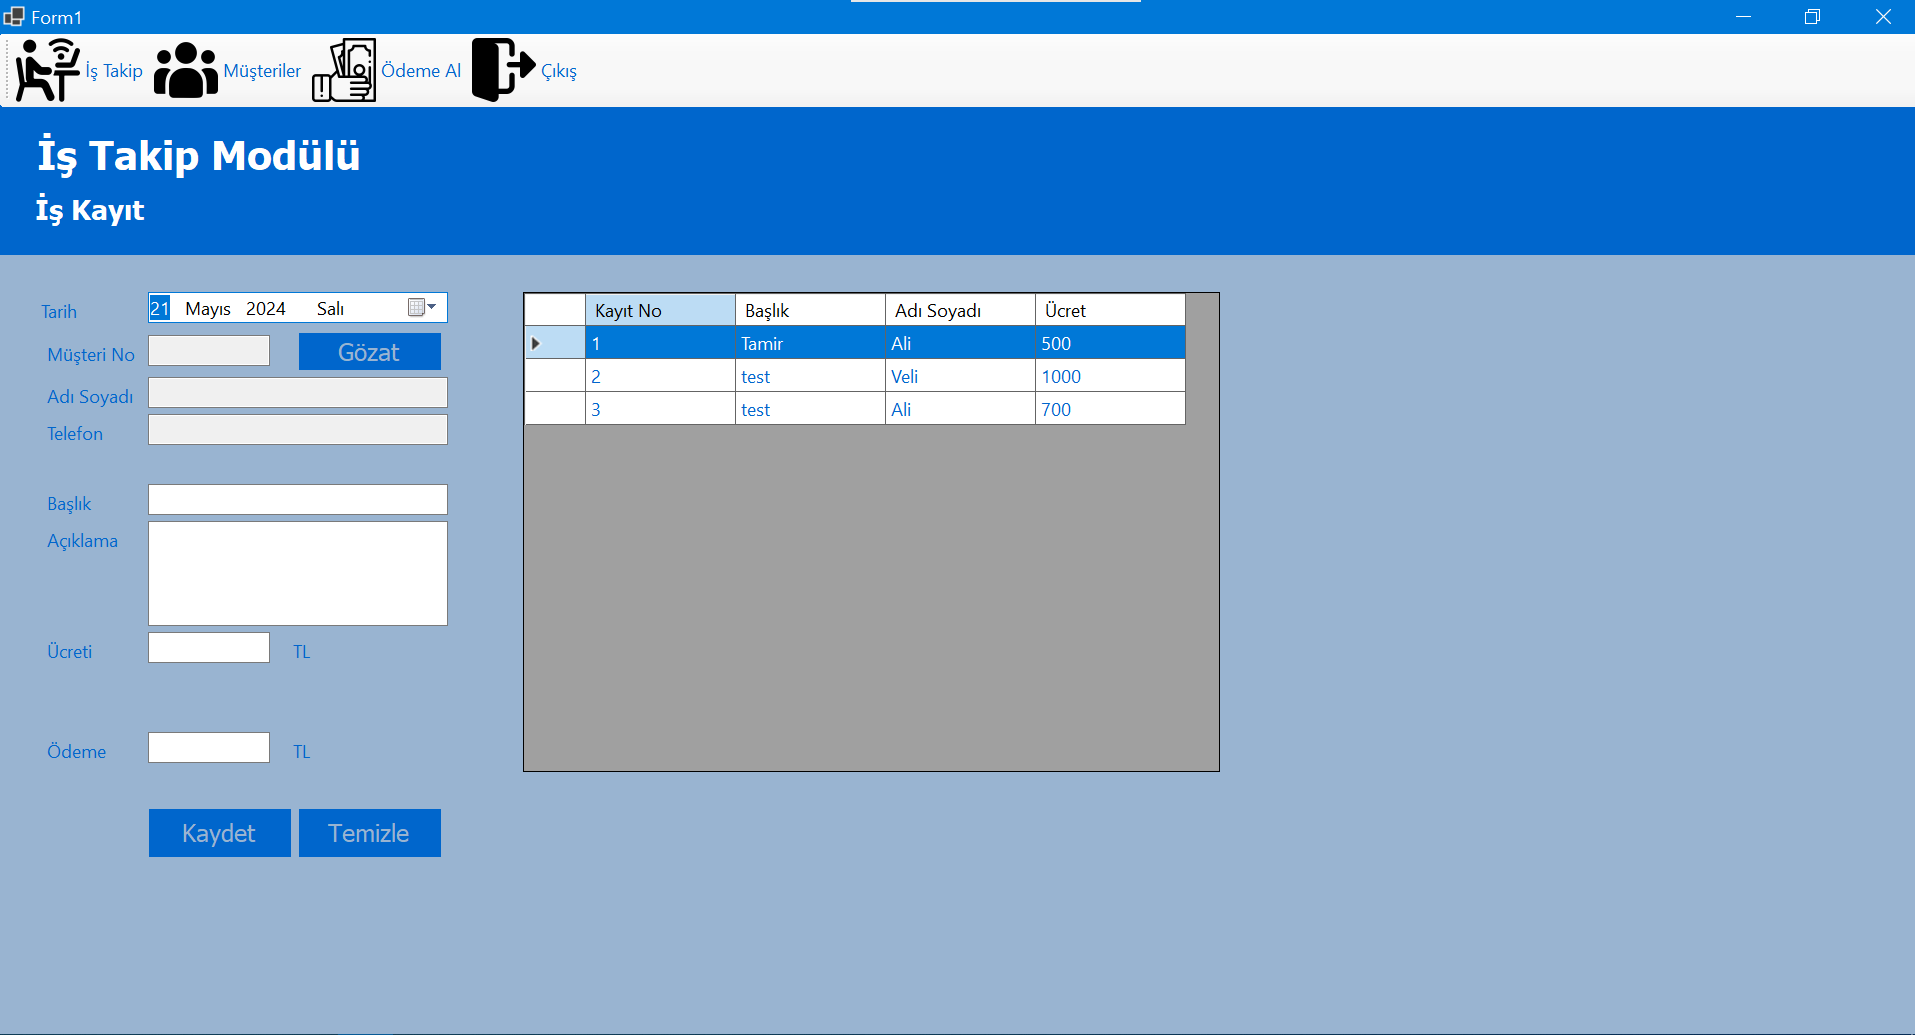 Form1
İş Takip Müşteriler Ödeme Al Çıkış
İş Takip Modülü
İş Kayıt
Tarih 21 Mayıs 2024 Salı
Müşteri No Gözat
Adı Soyadı
Telefon
Başlık
Açıklama
Ücreti TL
Ödeme TL
Kaydet Temizle
Kayıt No Başlık Adı Soyadı Ücret
1 Tamir Ali 500
2 test Veli 1000
3 test Ali 700